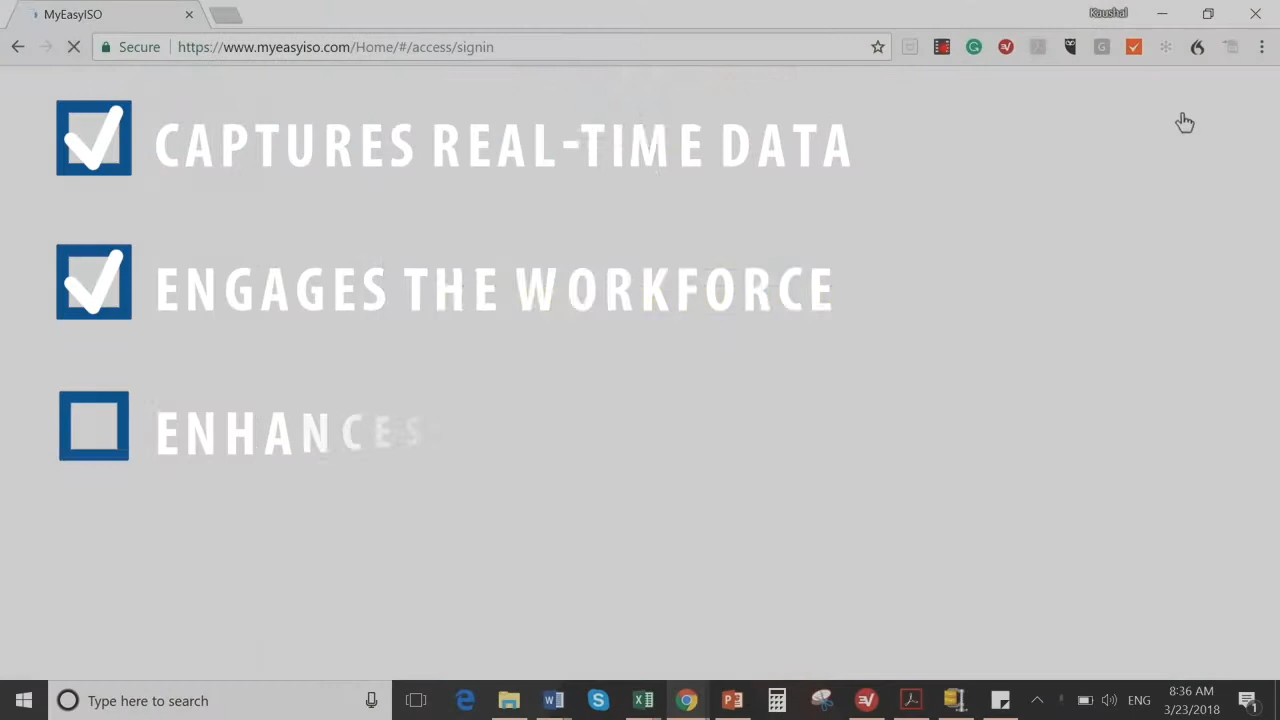 MyEasyISO
Kaushal
Secure
https://www.myeasyiso.com/Home/#/access/signin
CAPTURES REAL-TIME DATA
ENGAGES THE WORKFORCE
ENHANCES
Type here to search
ENG
8:36 AM
3/23/2018